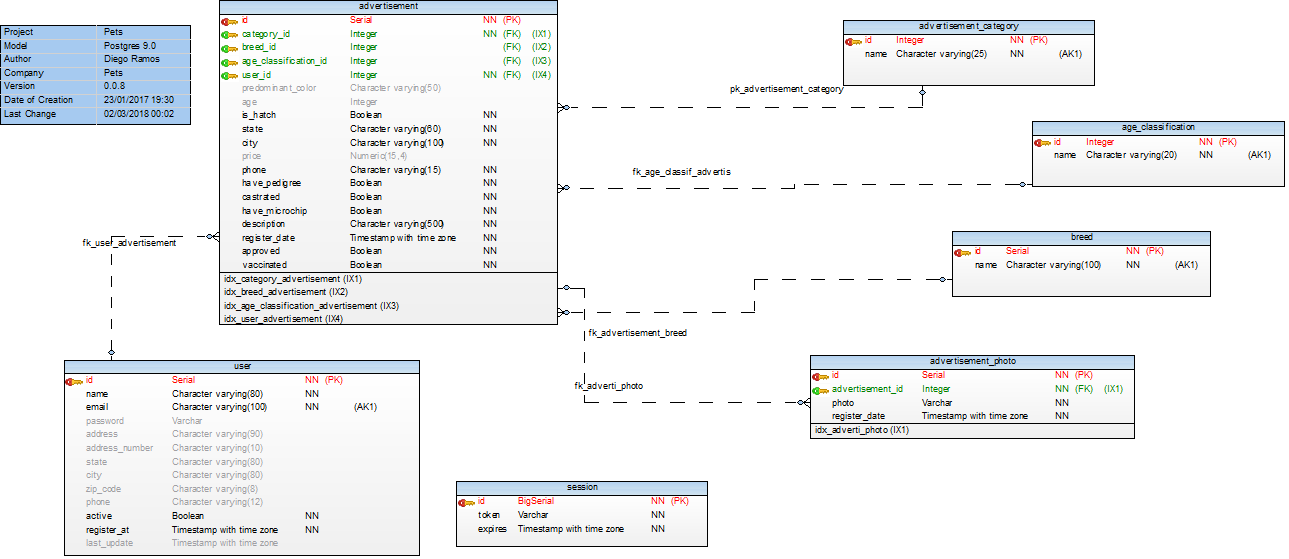 Project Pets
Model Postgres 9.0
Author Diego Ramos
Company Pets
Version 0.0.8
Date of Creation 23/01/2017 19:30
Last Change 02/03/2018 00:02
advertisement
id Serial NN (PK)
category_id Integer NN (FK) (IX1)
breed_id Integer (FK) (IX2)
age_classification_id Integer (FK) (IX3)
user_id Integer NN (FK) (IX4)
predominant_color Character varying(50)
age Integer
is_hatch Boolean NN
state Character varying(60) NN
city Character varying(100) NN
price Numeric(15,4)
phone Character varying(15) NN
have_pedigree Boolean NN
castrated Boolean NN
have_microchip Boolean NN
description Character varying(500) NN
register_date Timestamp with time zone NN
approved Boolean NN
vaccinated Boolean NN
idx_category_advertisement (IX1)
idx_breed_advertisement (IX2)
idx_age_classification_advertisement (IX3)
idx_user_advertisement (IX4)
advertisement_category
id Integer NN (PK)
name Character varying(25) NN (AK1)
pk_advertisement_category
age_classification
id Integer NN (PK)
name Character varying(20) NN (AK1)
fk_age_classif_advertis
breed
id Serial NN (PK)
name Character varying(100) NN (AK1)
fk_advertisement_breed
fk_user_advertisement
fk_adverti_photo
advertisement_photo
id Serial NN (PK)
advertisement_id Integer NN (FK) (IX1)
photo Varchar NN
register_date Timestamp with time zone NN
idx_adverti_photo (IX1)
user
id Serial NN (PK)
name Character varying(80) NN
email Character varying(100) NN (AK1)
password Varchar
address Character varying(90)
address_number Character varying(10)
state Character varying(80)
city Character varying(80)
zip_code Character varying(8)
phone Character varying(12)
active Boolean NN
register_at Timestamp with time zone NN
last_update Timestamp with time zone
session
id BigSerial NN (PK)
token Varchar NN
expires Timestamp with time zone NN